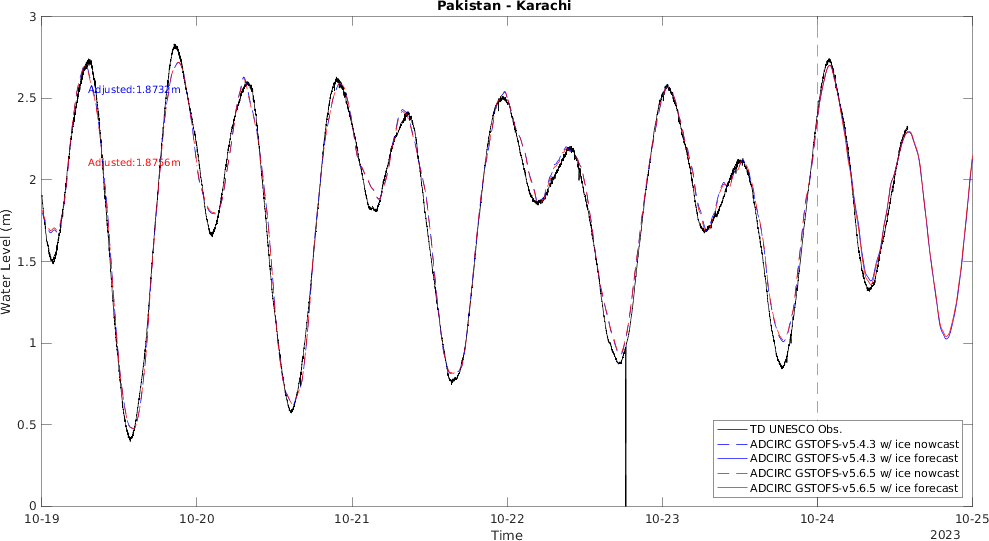 Pakistan - Karachi
3
2.5
2
1.5
1
0.5
0
Water Level (m)
Adjusted:1.8732m
Adjusted:1.8756m
TD UNESCO Obs.
ADCIRC GSTOFS-v5.4.3 w/ ice nowcast
ADCIRC GSTOFS-v5.4.3 w/ ice forecast
ADCIRC GSTOFS-v5.6.5 w/ ice nowcast
ADCIRC GSTOFS-v5.6.5 w/ ice forecast
10-19 10-20 10-21 10-22 10-23 10-24 10-25
Time
2023